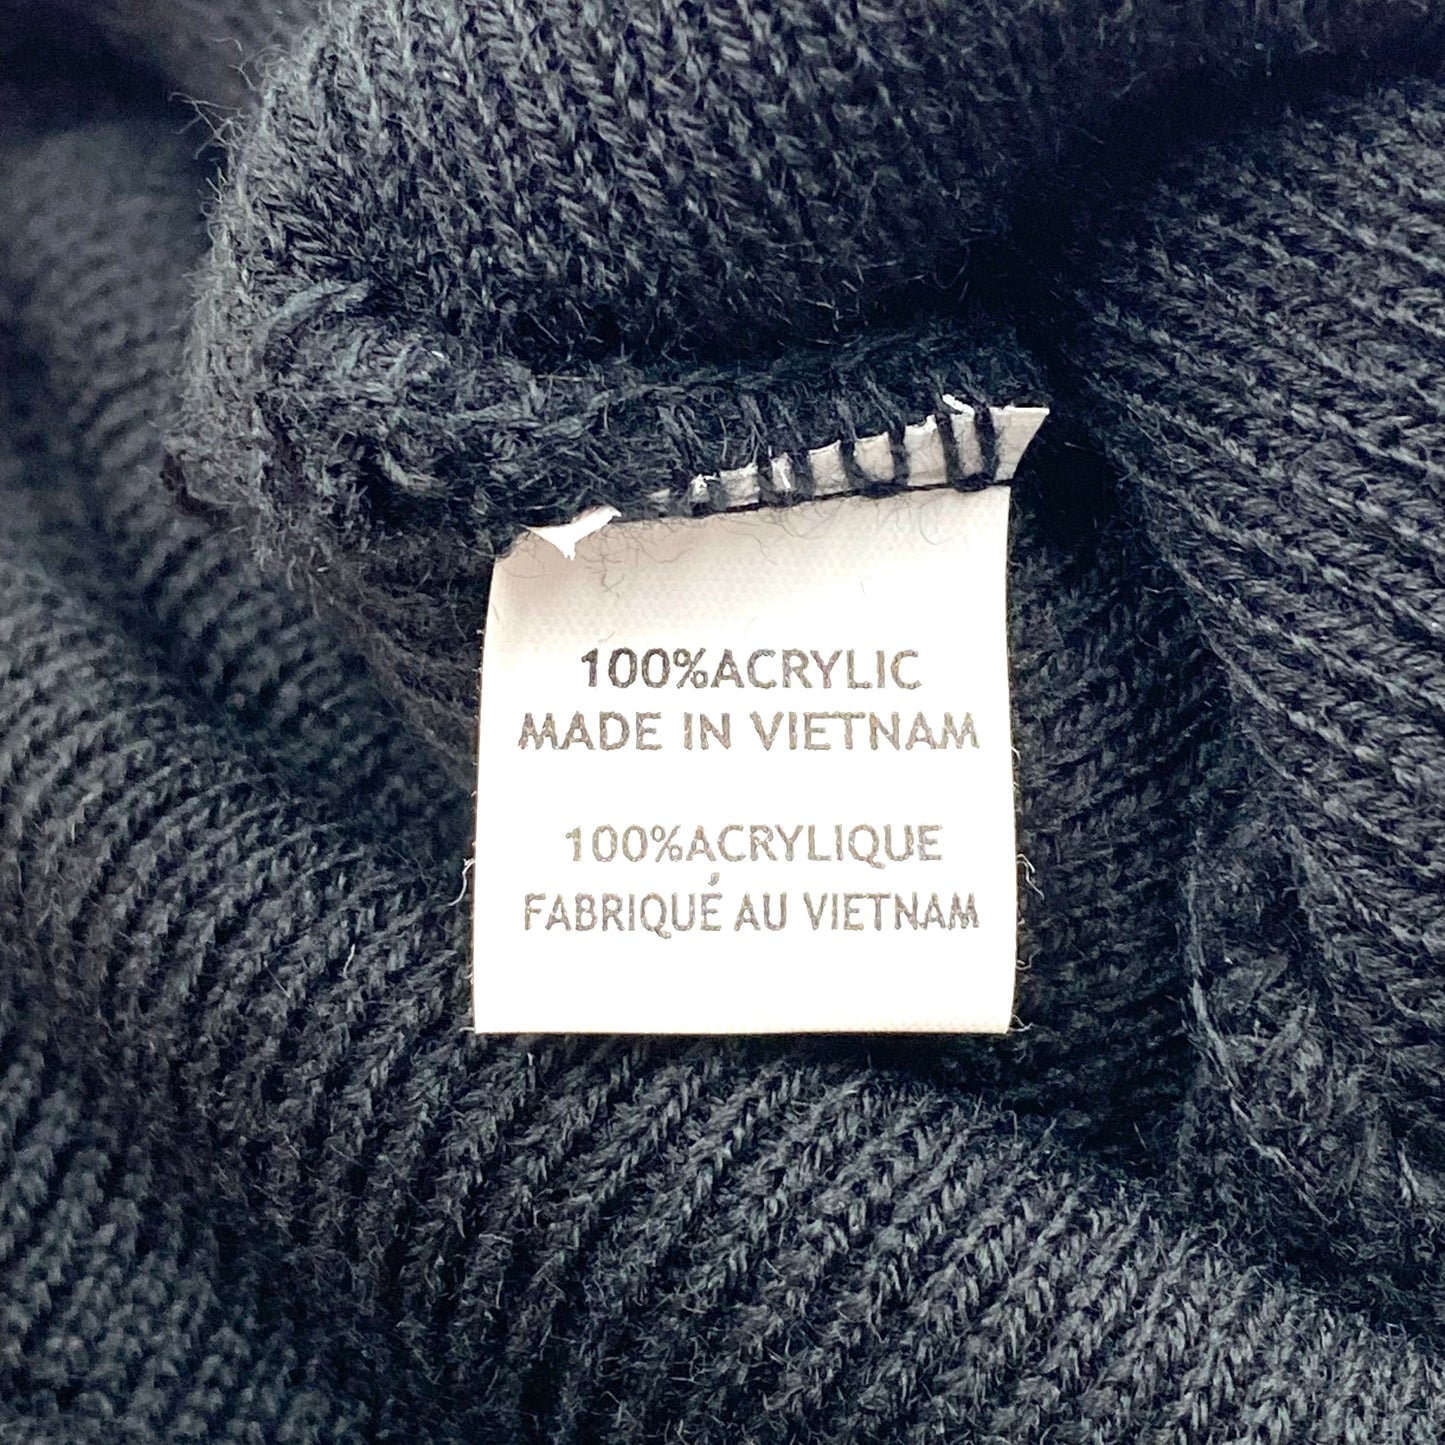 100%ACRYLIC
MADE IN VIETNAM
100%ACRYLIQUE
FABRIQUÉ AU VIETNAM